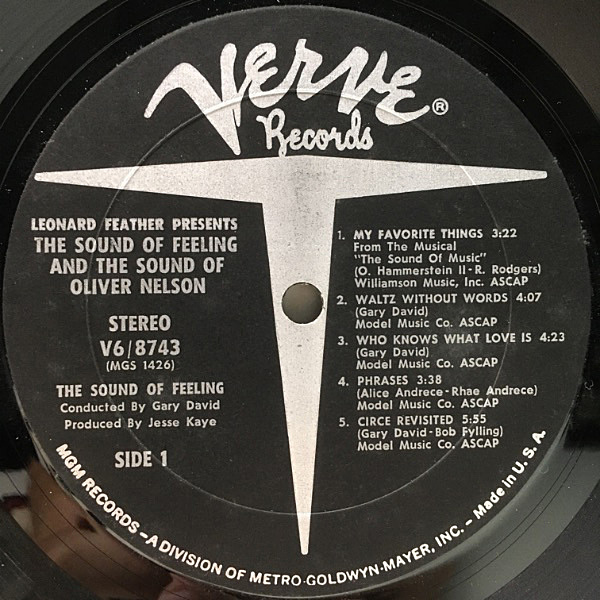 VERVE®
Records
LEONARD FEATHER PRESENTS
THE SOUND OF FEELING
AND THE SOUND OF
OLIVER NELSON
STEREO
V6/8743
(MGS 1426)
THE SOUND OF FEELING
Conducted By Gary David
Produced By Jesse Kaye
SIDE 1
1. MY FAVORITE THINGS 3:22
From The Musical
"The Sound Of Music"
(O. Hammerstein II-R. Rodgers)
Williamson Music, Inc. ASCAP
2. WALTZ WITHOUT WORDS 4:07
(Gary David)
Model Music Co. ASCAP
3. WHO KNOWS WHAT LOVE IS 4:23
(Gary David)
Model Music Co. ASCAP
4. PHRASES 3:38
(Alice Andrece-Rhae Andrece)
Model Music Co. ASCAP
5. CIRCE REVISITED 5:55
(Gary David-Bob Fylling)
Model Music Co. ASCAP
MGM RECORDS – A DIVISION OF METRO-GOLDWYN-MAYER, INC. – Made in U.S.A.